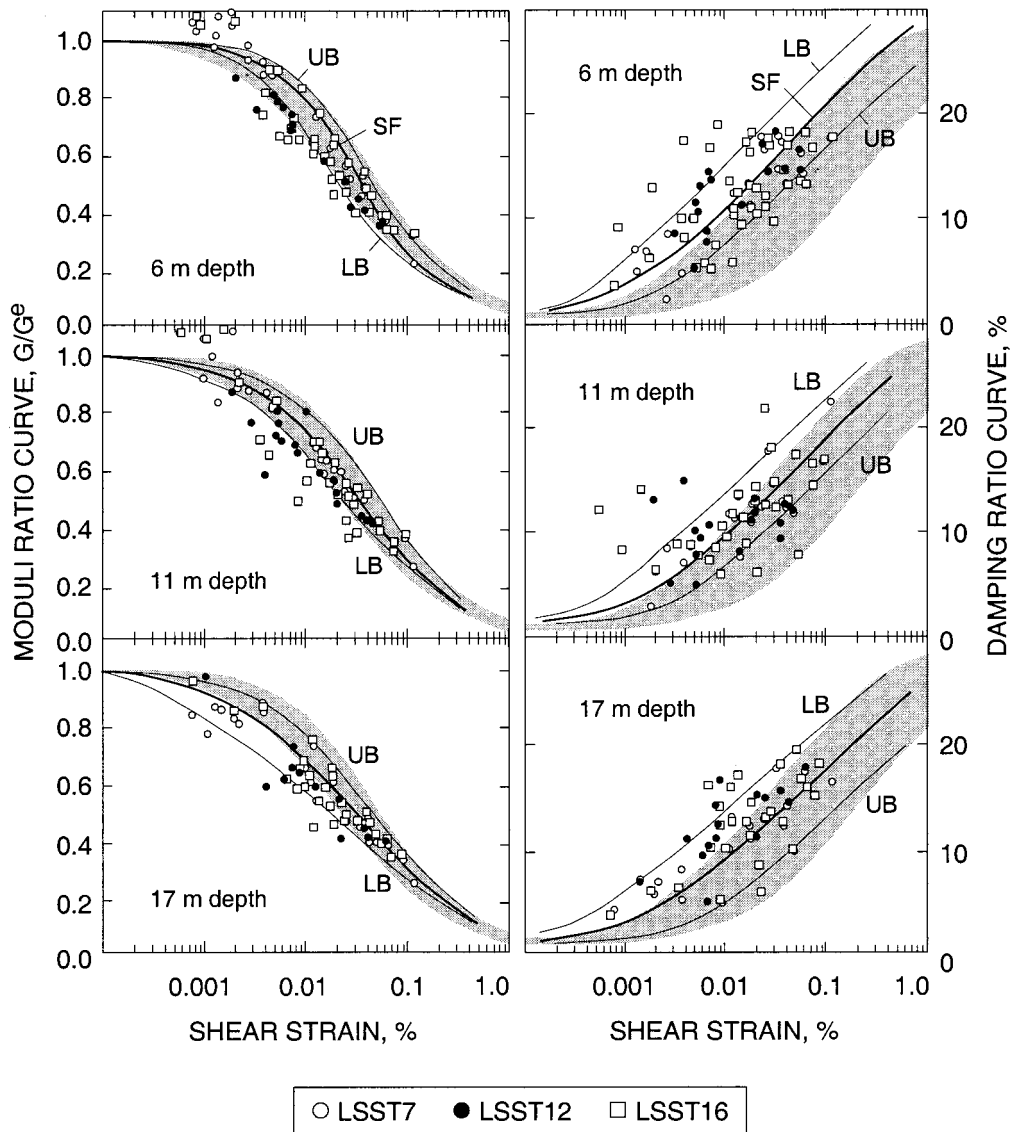 MODULI RATIO CURVE, G/Gᵉ
1.0
0.8
0.6
0.4
0.2
0.0
UB
SF
LB
6 m depth
6 m depth
LB
SF
UB
20
10
0
DAMPING RATIO CURVE, %
1.0
0.8
0.6
0.4
0.2
0.0
UB
LB
11 m depth
11 m depth
LB
UB
20
10
0
1.0
0.8
0.6
0.4
0.2
0.0
UB
LB
17 m depth
17 m depth
LB
UB
20
10
0
0.001 0.01 0.1 1.0
0.001 0.01 0.1 1.0
SHEAR STRAIN, %
SHEAR STRAIN, %
LSST7 LSST12 LSST16